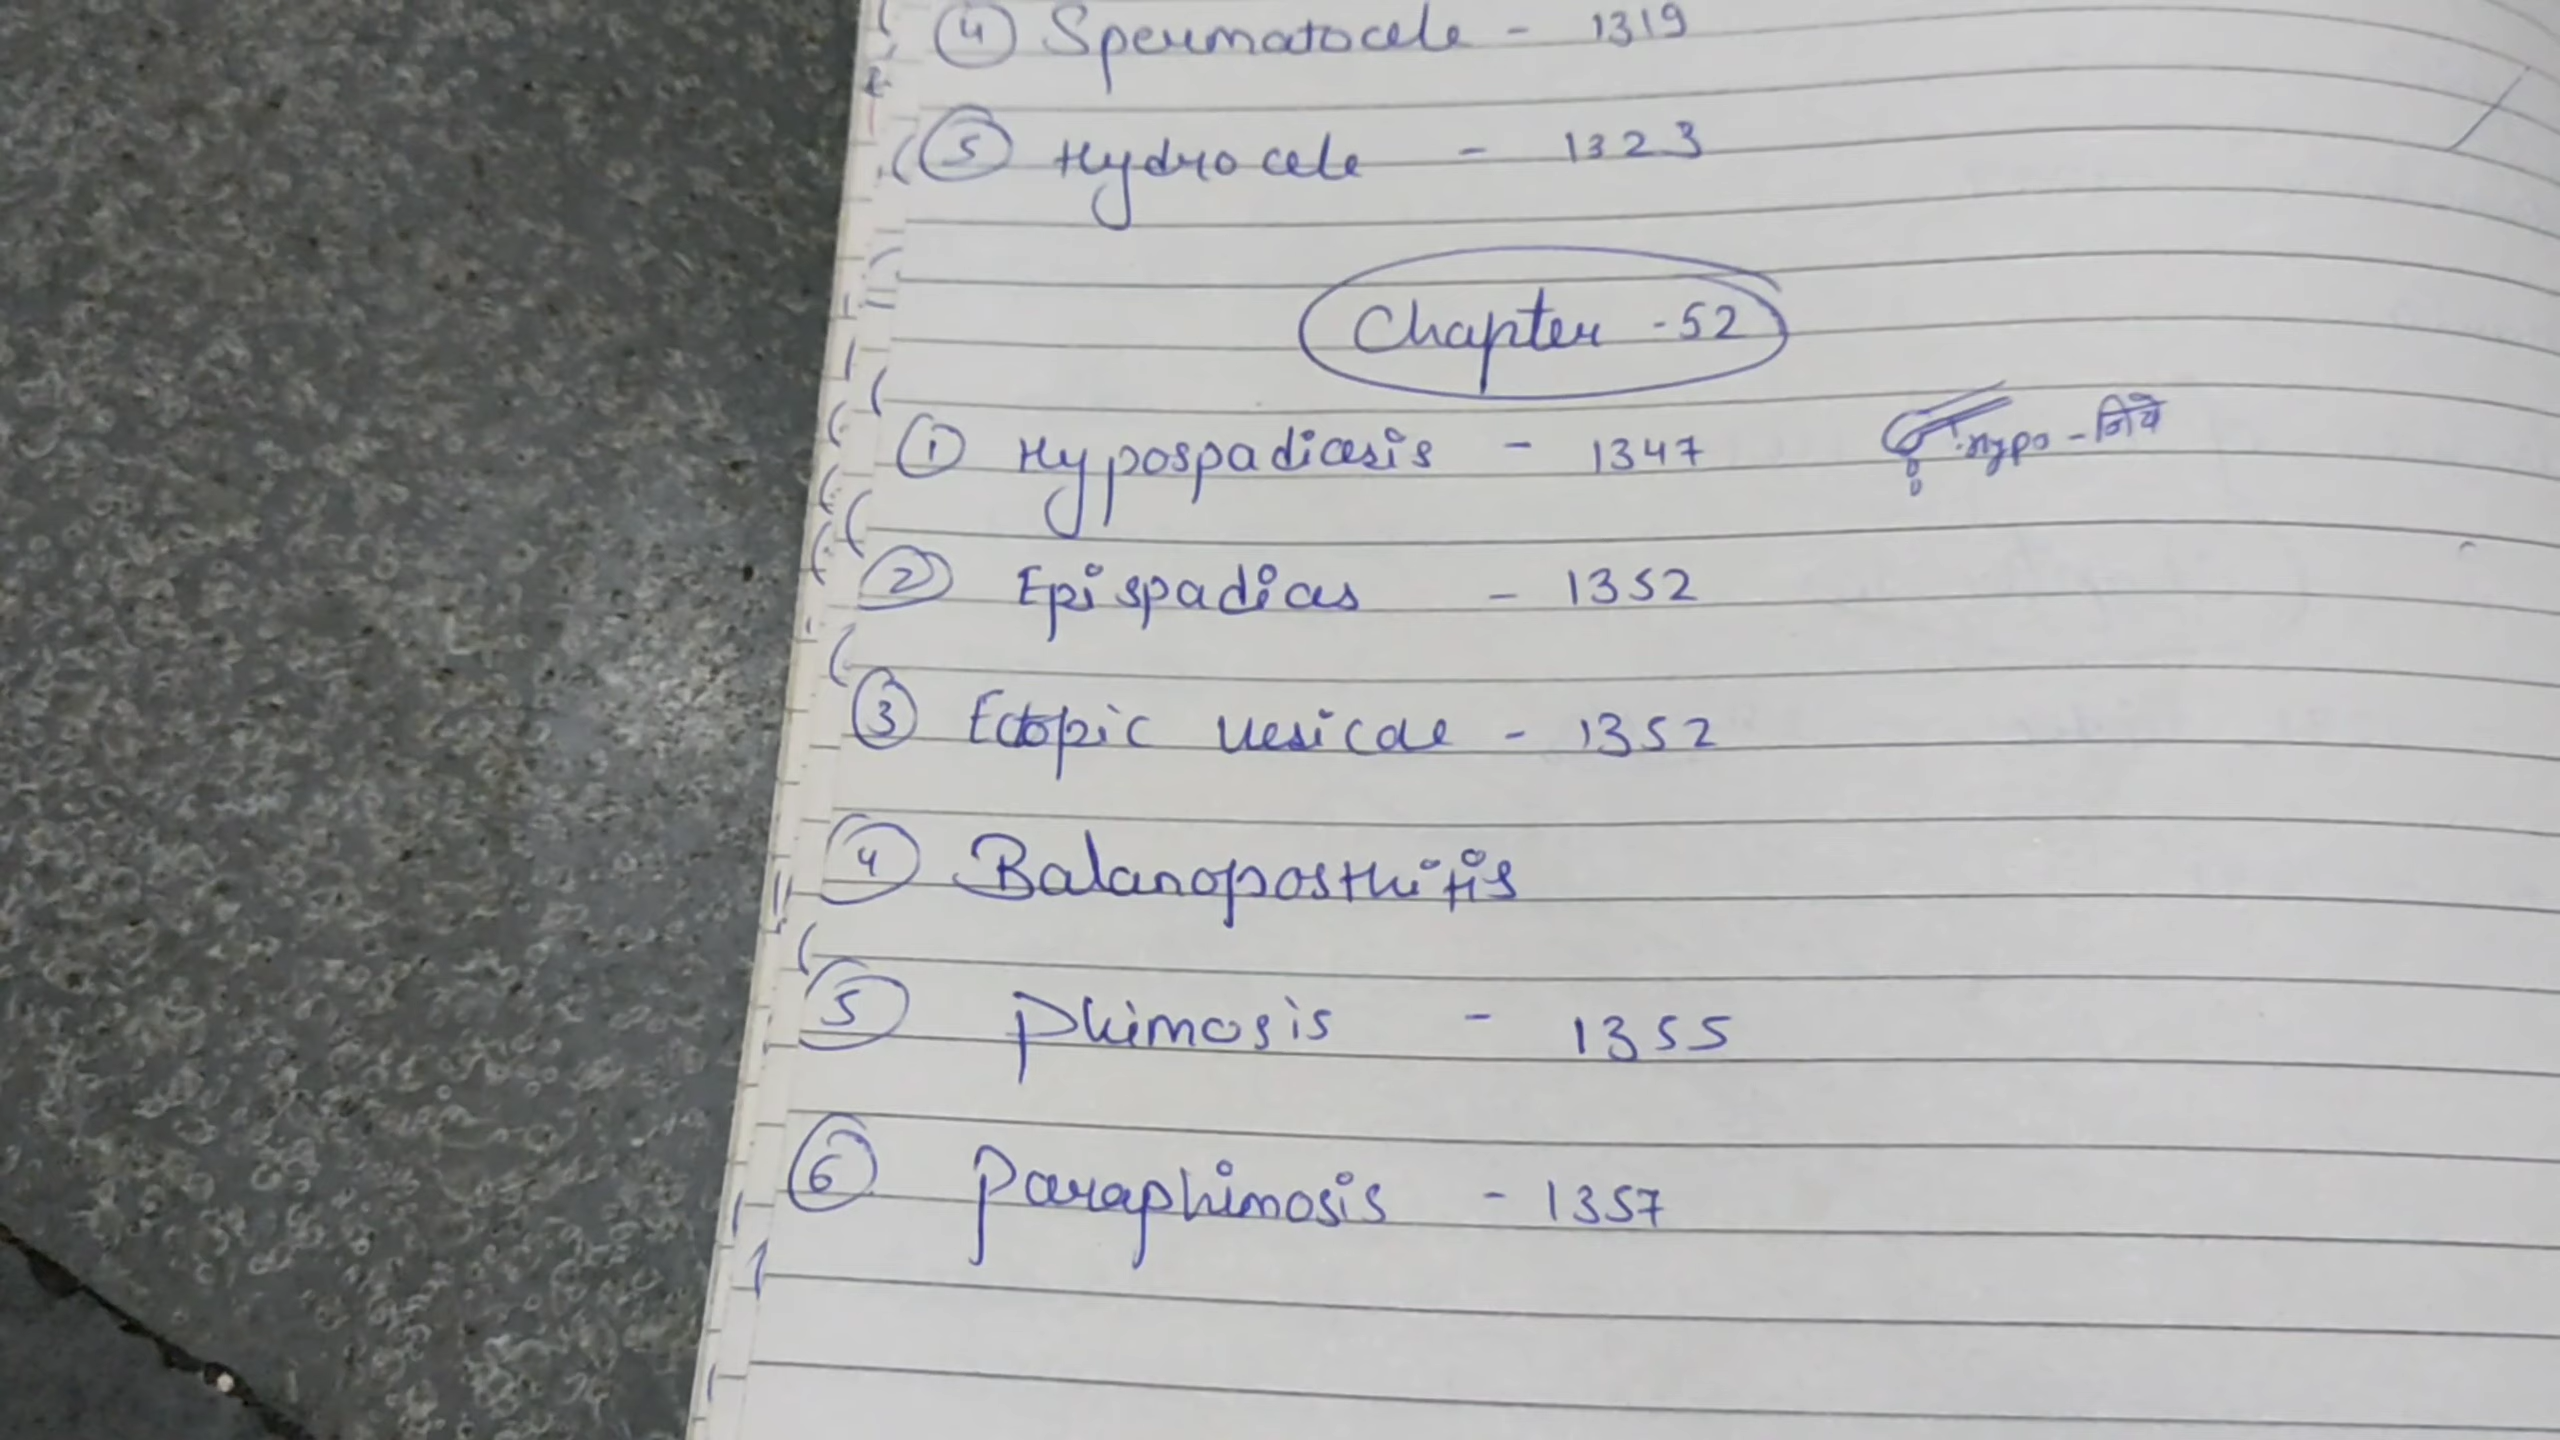 ④ Spermatocele - 1319
⑤ Hydrocele - 1323
Chapter - 52
① Hypospadiasis - 1347 Hypo - निचे
② Epispadias - 1352
③ Ectopic vesicae - 1352
④ Balanoposthitis
⑤ Phimosis - 1355
⑥ Paraphimosis - 1357